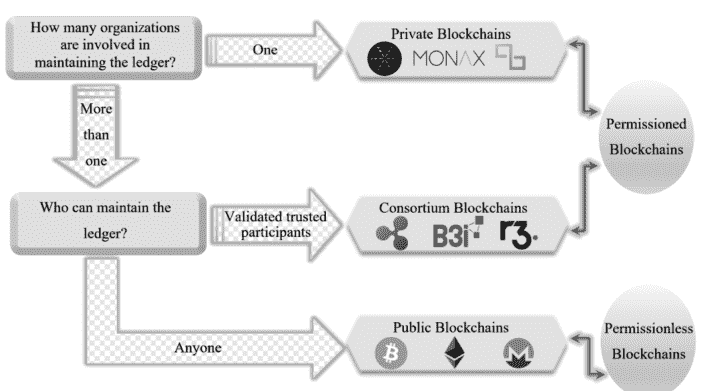 How many organizations
are involved in
maintaining the ledger?
One
Private Blockchains
MONAX
More
than
one
Permissioned
Blockchains
Who can maintain the
ledger?
Validated trusted
participants
Consortium Blockchains
B3i
r3.
Anyone
Public Blockchains
Permissionless
Blockchains